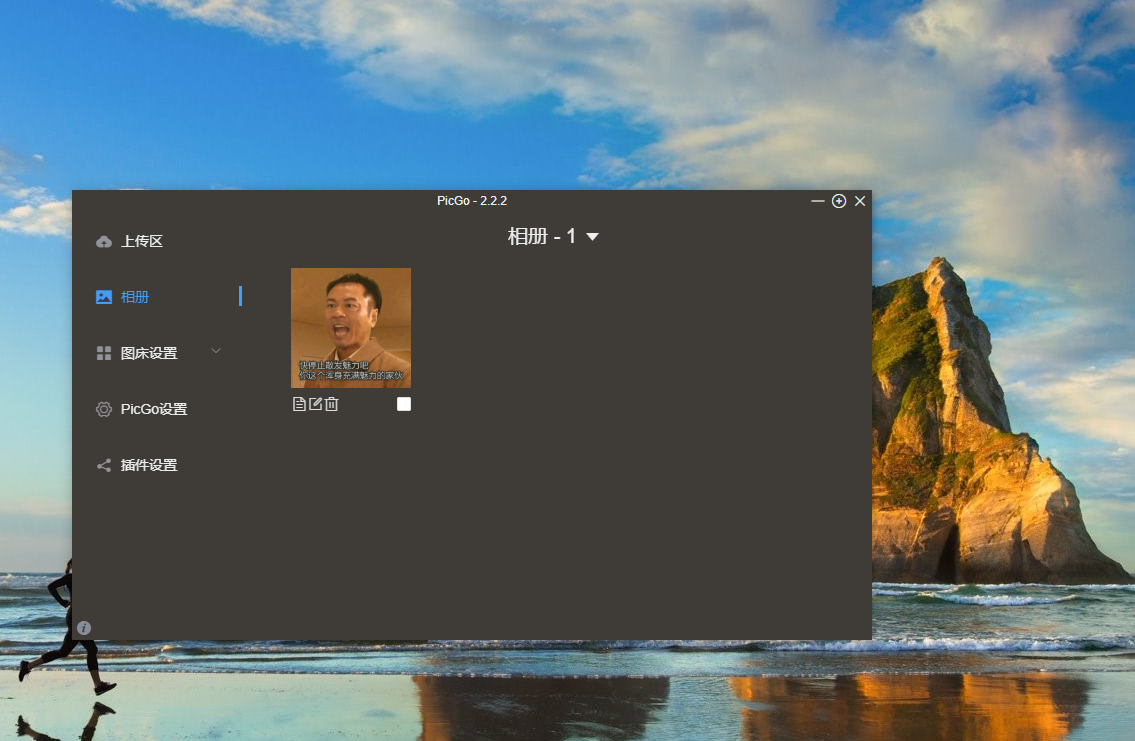 PicGo - 2.2.2
上传区
相册 - 1
相册
图床设置
PicGo设置
插件设置
快停止散发魅力吧
你这个浑身充满魅力的家伙